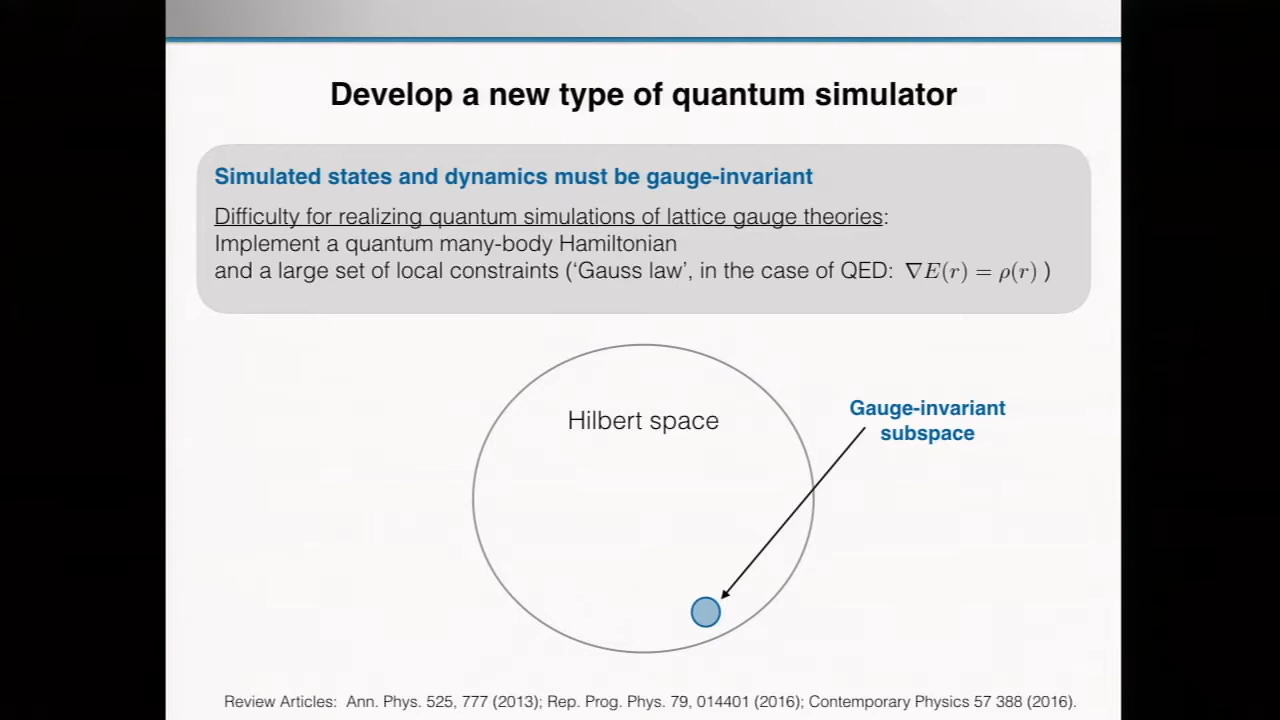 Develop a new type of quantum simulator
Simulated states and dynamics must be gauge-invariant
Difficulty for realizing quantum simulations of lattice gauge theories:
Implement a quantum many-body Hamiltonian
and a large set of local constraints (‘Gauss law’, in the case of QED: ∇E(r) = ρ(r) )
Hilbert space
Gauge-invariant
subspace
Review Articles: Ann. Phys. 525, 777 (2013); Rep. Prog. Phys. 79, 014401 (2016); Contemporary Physics 57 388 (2016).